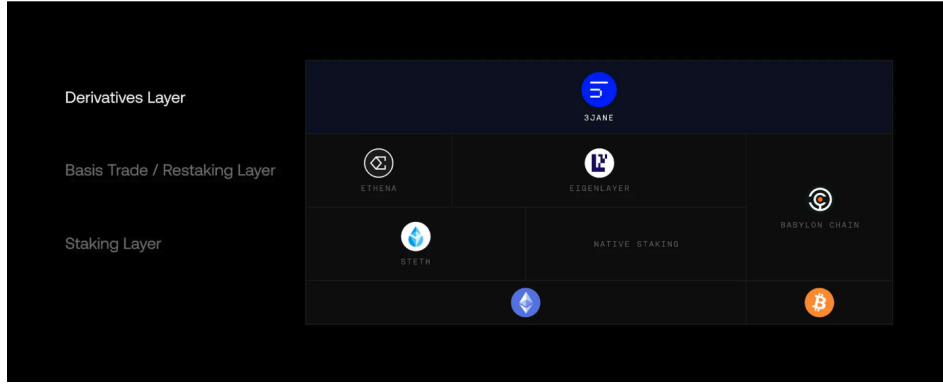 Derivatives Layer
3JANE
Basis Trade / Restaking Layer
ETHENA
EIGENLAYER
BABYLON CHAIN
Staking Layer
STETH
NATIVE STAKING